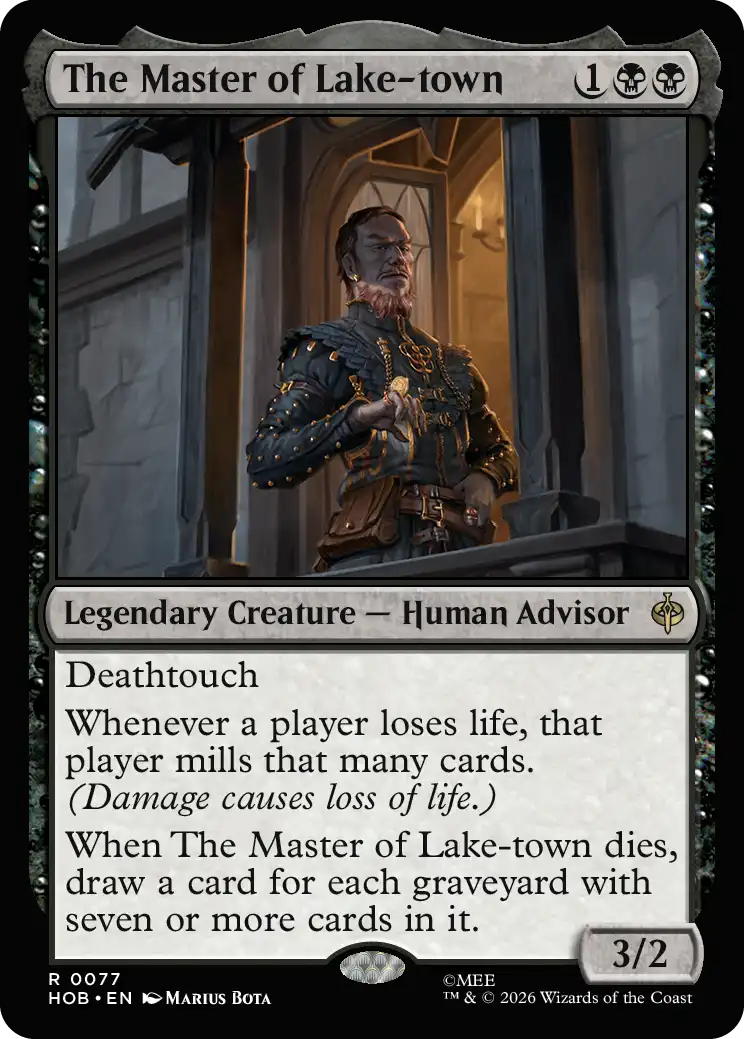 The Master of Lake-town 1
Legendary Creature — Human Advisor
Deathtouch
Whenever a player loses life, that
player mills that many cards.
(Damage causes loss of life.)
When The Master of Lake-town dies,
draw a card for each graveyard with
seven or more cards in it.
3/2
R 0077
HOB • EN Marius Bota
©MEE
™ & © 2026 Wizards of the Coast